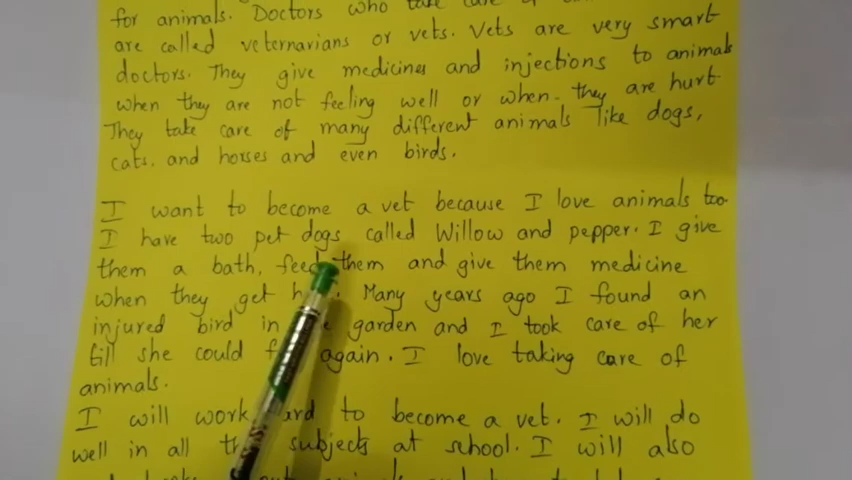 for animals. Doctors who take care of
are called veternarians or vets. Vets are very smart
doctors. They give medicines and injections to animals
when they are not feeling well or when they are hurt
They take care of many different animals like dogs,
cats, and horses and even birds.
I want to become a vet because I love animals too.
I have two pet dogs called Willow and pepper. I give
them a bath, feed them and give them medicine
when they get Many years ago I found an
injured bird in garden and I took care of her
till she could again. I love taking care of
animals.
I will work to become a vet. I will do
well in all subjects at school. I will also